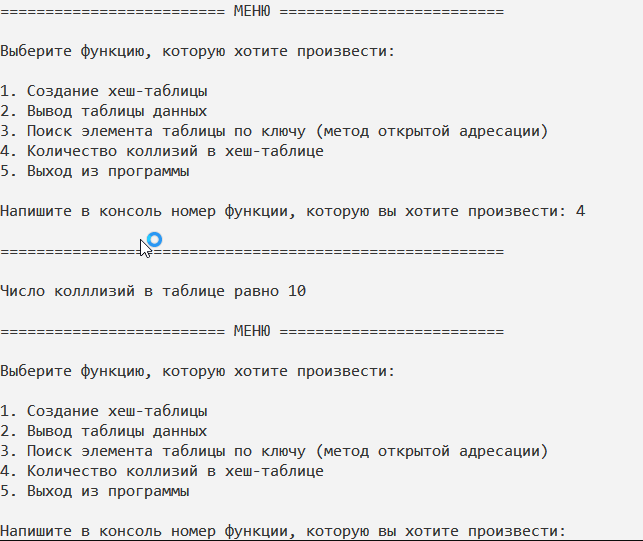 ========================= МЕНЮ =========================
Выберите функцию, которую хотите произвести:
1. Создание хеш-таблицы
2. Вывод таблицы данных
3. Поиск элемента таблицы по ключу (метод открытой адресации)
4. Количество коллизий в хеш-таблице
5. Выход из программы
Напишите в консоль номер функции, которую вы хотите произвести: 4
========================================================
Число колллизий в таблице равно 10
========================= МЕНЮ =========================
Выберите функцию, которую хотите произвести:
1. Создание хеш-таблицы
2. Вывод таблицы данных
3. Поиск элемента таблицы по ключу (метод открытой адресации)
4. Количество коллизий в хеш-таблице
5. Выход из программы
Напишите в консоль номер функции, которую вы хотите произвести: